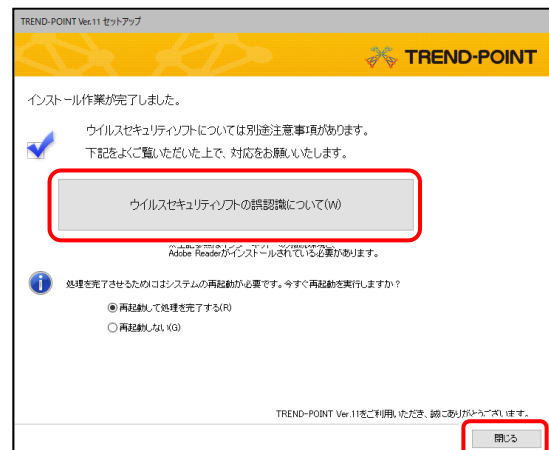 TREND-POINT Ver.11 セットアップ
TREND-POINT
インストール作業が完了しました。
ウイルスセキュリティソフトについては別途注意事項があります。
下記をよくご覧いただいた上で、対応をお願いいたします。
ウイルスセキュリティソフトの誤認識について(W)
Adobe Readerがインストールされている必要があります。
処理を完了させるためにはシステムの再起動が必要です。今すぐ再起動を実行しますか？
再起動して処理を完了する(R)
再起動しない(G)
TREND-POINT Ver.11をご利用いただき、誠にありがとうございます。
閉じる